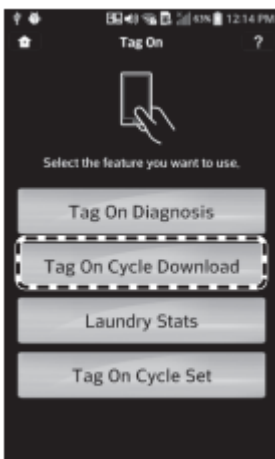 63% 12:14 PM
Tag On ?
Select the feature you want to use.
Tag On Diagnosis
Tag On Cycle Download
Laundry Stats
Tag On Cycle Set